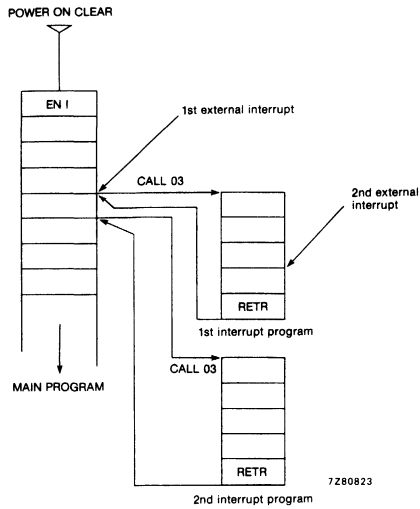 POWER ON CLEAR
EN I
1st external interrupt
CALL 03
2nd external
interrupt
RETR
1st interrupt program
MAIN PROGRAM
CALL 03
RETR
7Z80823
2nd interrupt program